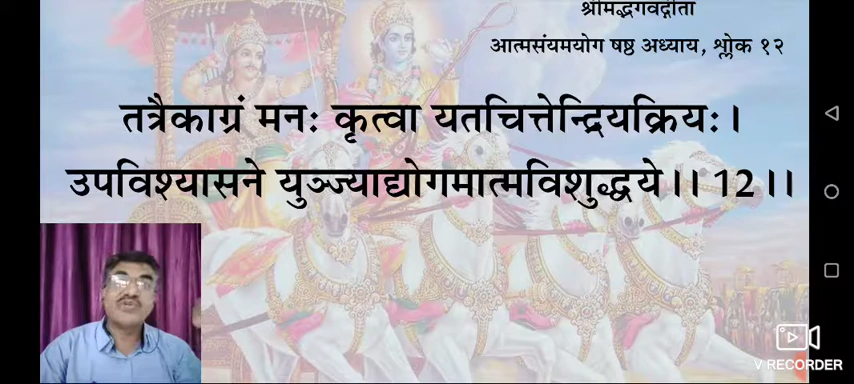 श्रीमद्भगवद्गीता
आत्मसंयमयोग षष्ठ अध्याय, श्लोक १२
तत्रैकाग्रं मनः कृत्वा यतचित्तेन्द्रियक्रियः।
उपविश्यासने युञ्ज्याद्योगमात्मविशुद्धये।। 12।।
V RECORDER